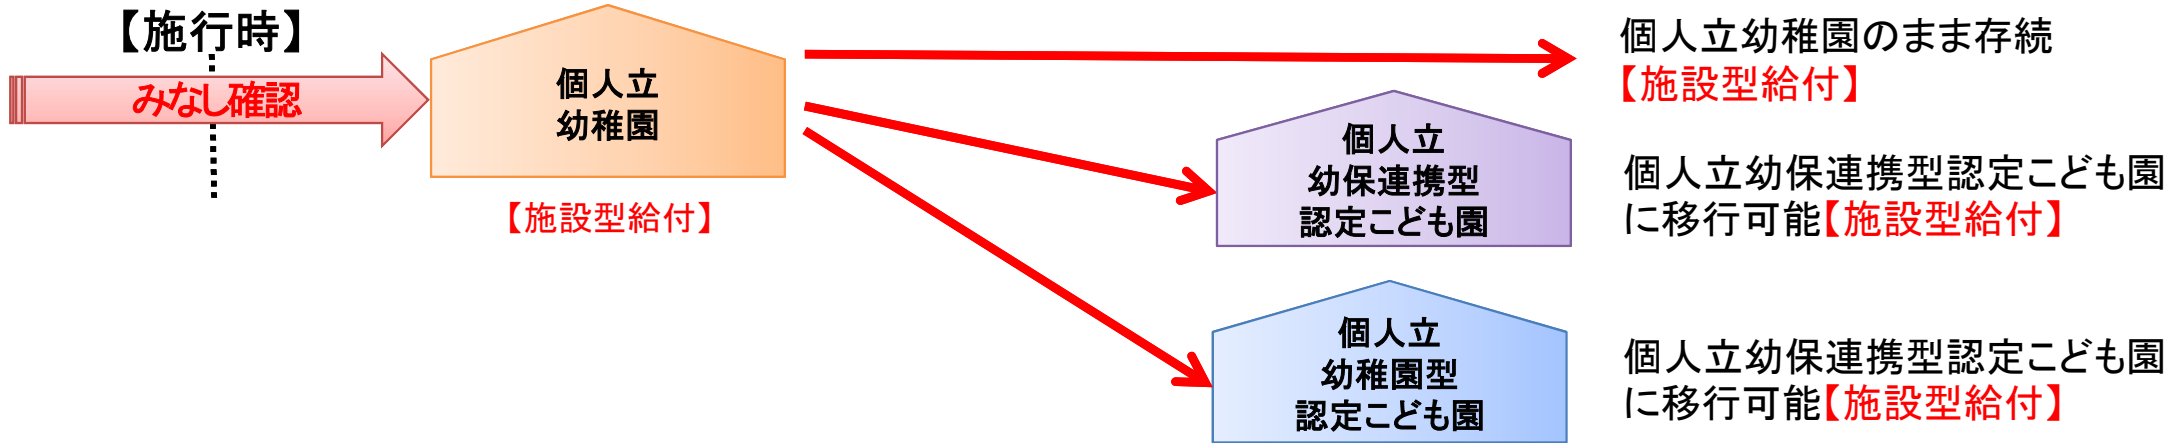 【施行時】
みなし確認
個人立
幼稚園
【施設型給付】
個人立幼稚園のまま存続
【施設型給付】
個人立
幼保連携型
認定こども園
個人立幼保連携型認定こども園
に移行可能【施設型給付】
個人立
幼稚園型
認定こども園
個人立幼保連携型認定こども園
に移行可能【施設型給付】